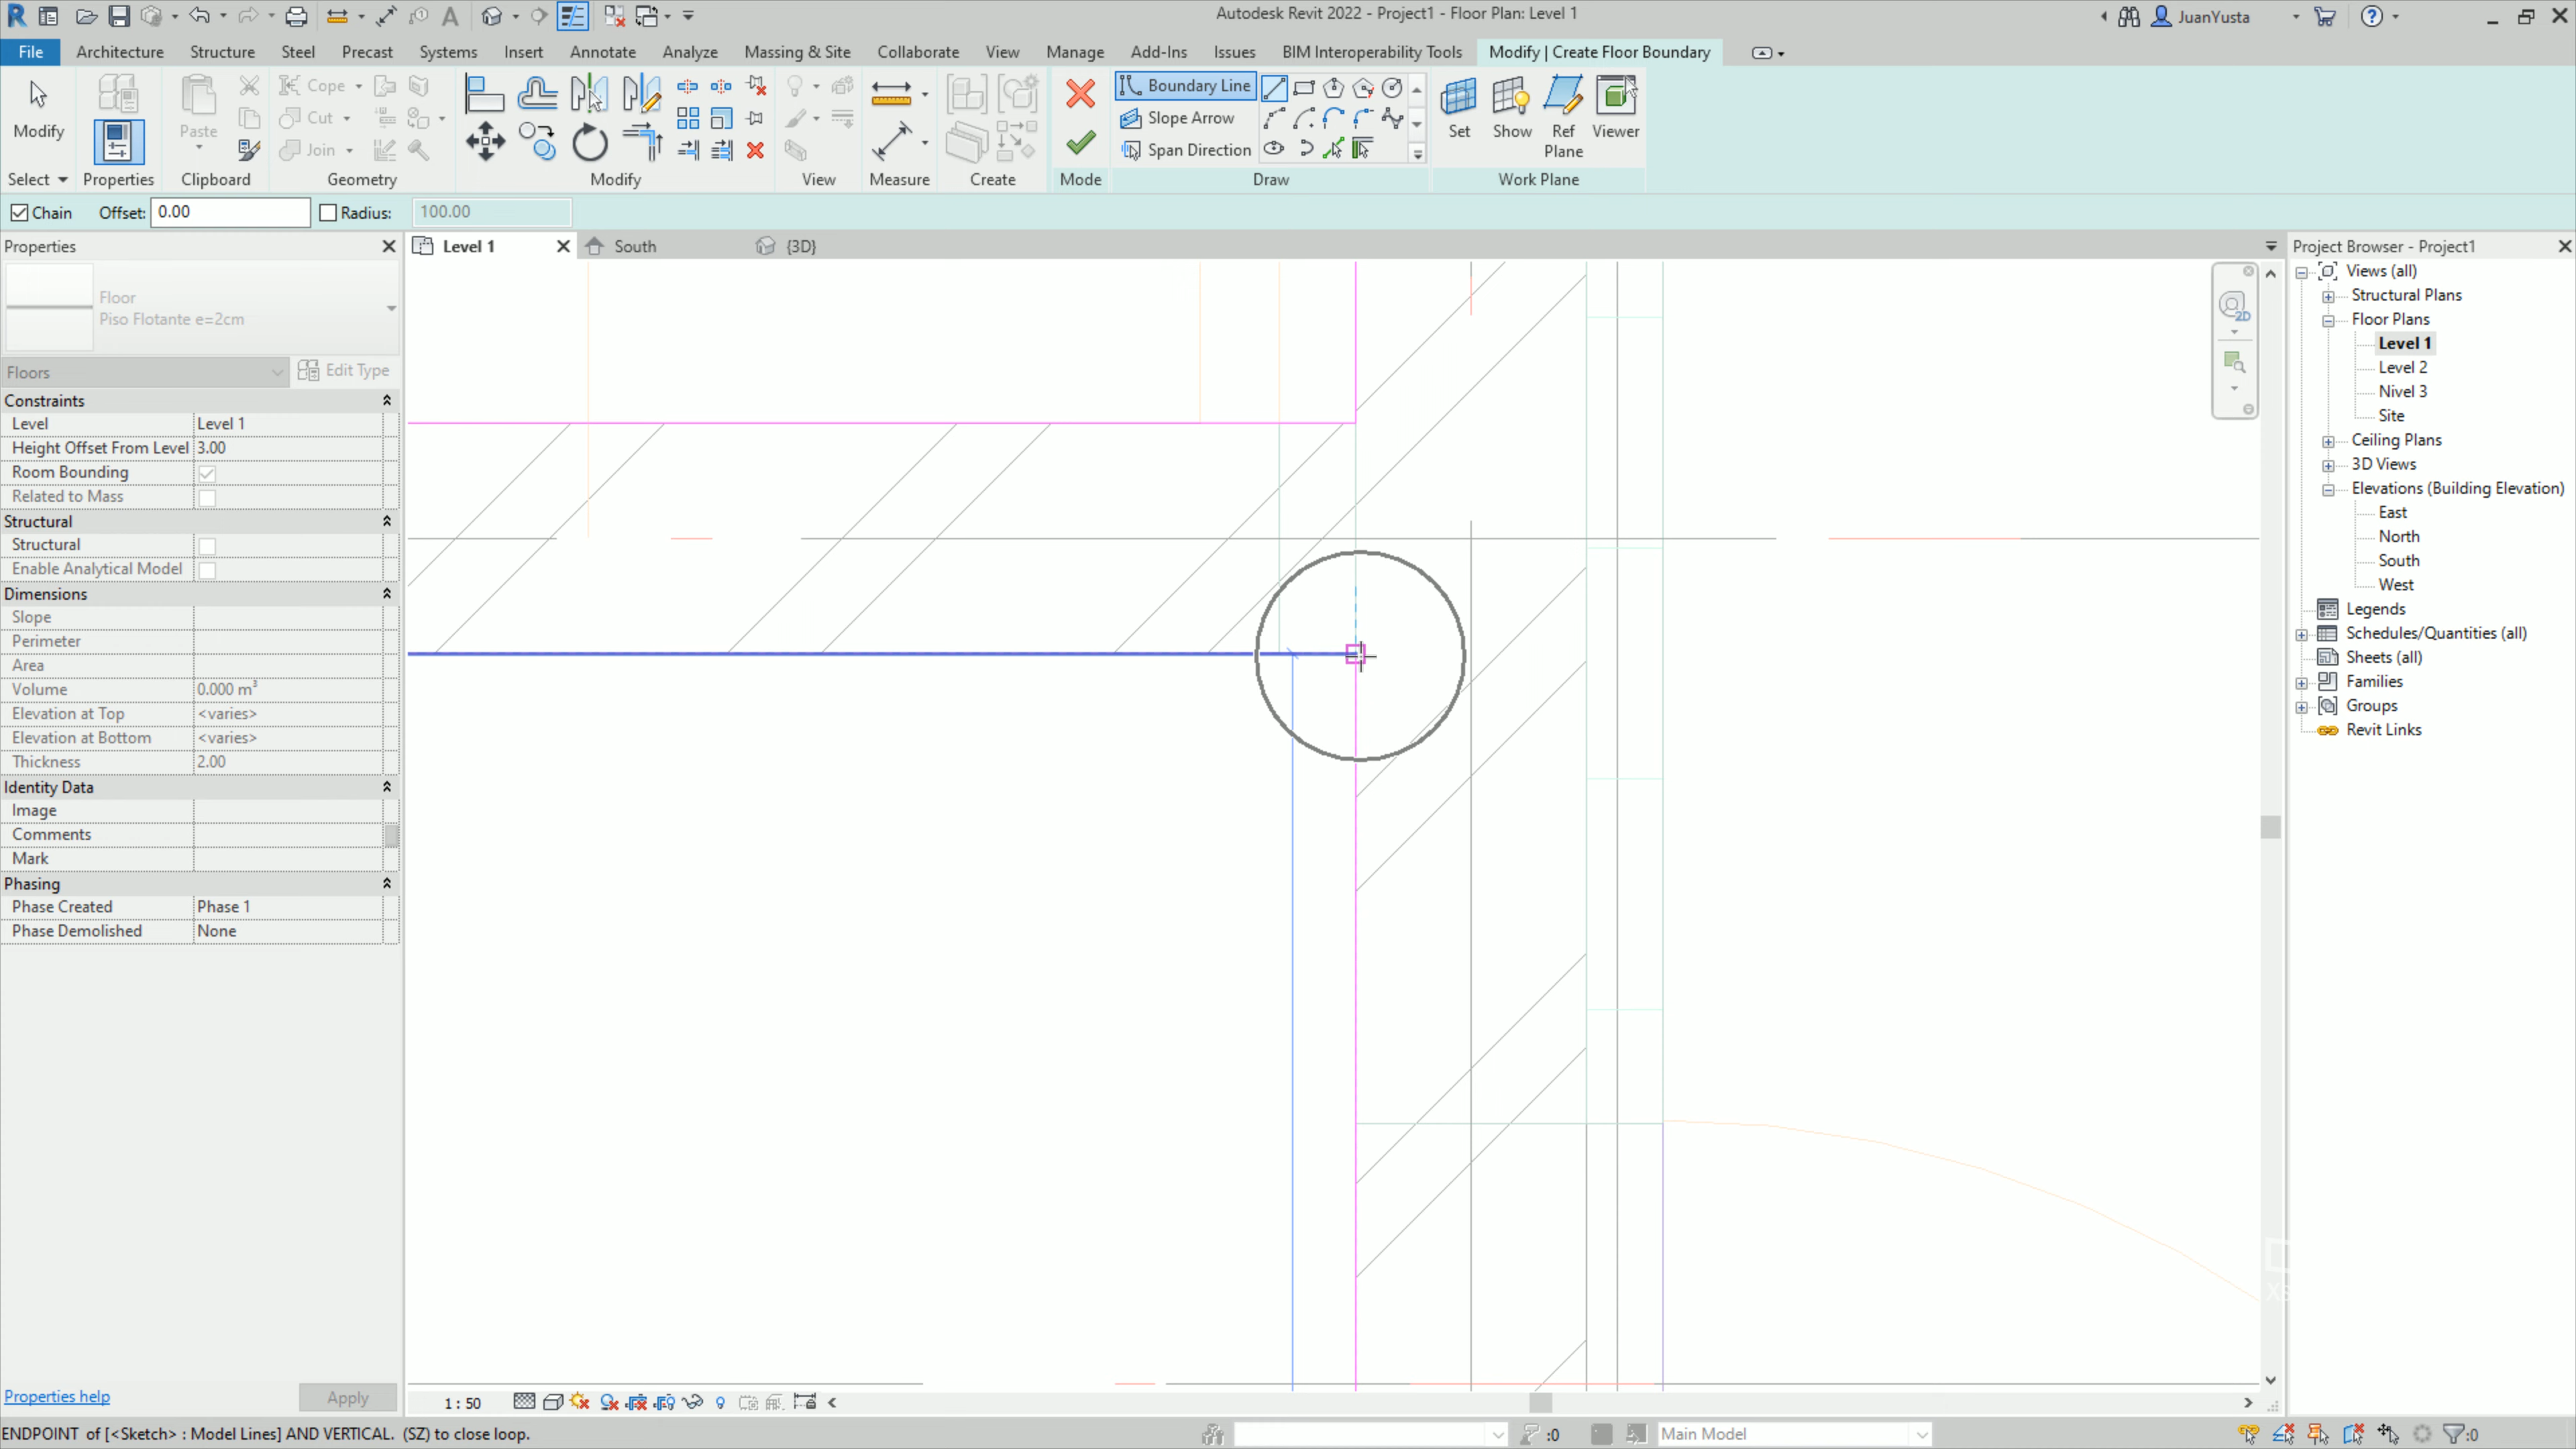 Autodesk Revit 2022 - Project1 - Floor Plan: Level 1
JuanYusta
File Architecture Structure Steel Precast Systems Insert Annotate Analyze Massing & Site Collaborate View Manage Add-Ins Issues BIM Interoperability Tools Modify | Create Floor Boundary
Modify
Paste
Cope
Cut
Join
Boundary Line
Slope Arrow
Span Direction
Set
Show
Ref
Plane
Viewer
Select Properties Clipboard Geometry Modify View Measure Create Mode Draw Work Plane
Chain Offset: 0.00 Radius: 100.00
Properties
Level 1
South
{3D}
Project Browser - Project1
Floor
Piso Flotante e=2cm
Floors
Edit Type
Constraints
Level Level 1
Height Offset From Level 3.00
Room Bounding
Related to Mass
Structural
Structural
Enable Analytical Model
Dimensions
Slope
Perimeter
Area
Volume 0.000 m³
Elevation at Top <varies>
Elevation at Bottom <varies>
Thickness 2.00
Identity Data
Image
Comments
Mark
Phasing
Phase Created Phase 1
Phase Demolished None
Properties help
Apply
2D
Views (all)
Structural Plans
Floor Plans
Level 1
Level 2
Nivel 3
Site
Ceiling Plans
3D Views
Elevations (Building Elevation)
East
North
South
West
Legends
Schedules/Quantities (all)
Sheets (all)
Families
Groups
Revit Links
1 : 50
ENDPOINT of [<Sketch> : Model Lines] AND VERTICAL. (SZ) to close loop.
:0
Main Model
:0